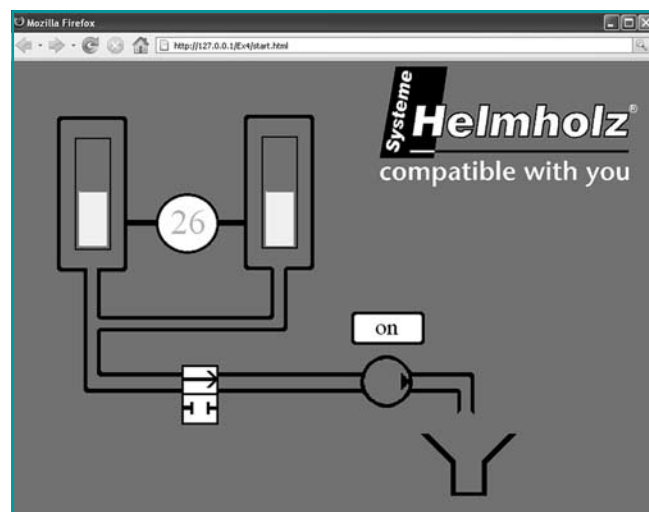 Mozilla Firefox
http://127.0.0.1/Ex4/start.html
Systeme
Helmholz®
compatible with you
26
on